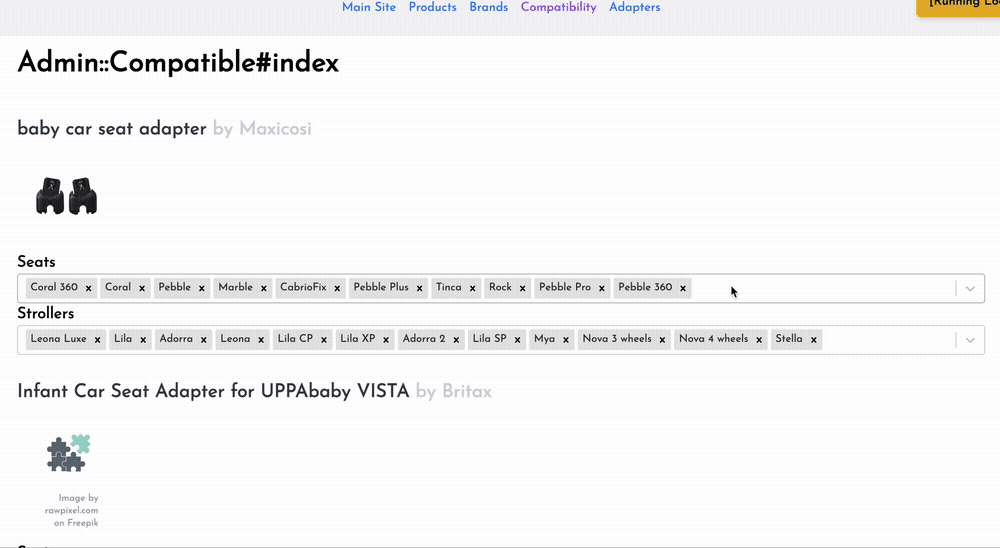 Main Site Products Brands Compatibility Adapters
[Running Lo
Admin::Compatible#index
baby car seat adapter by Maxicosi
Seats
Coral 360 x Coral x Pebble x Marble x CabrioFix x Pebble Plus x Tinca x Rock x Pebble Pro x Pebble 360 x
Strollers
Leona Luxe x Lila x Adorra x Leona x Lila CP x Lila XP x Adorra 2 x Lila SP x Mya x Nova 3 wheels x Nova 4 wheels x Stella x
Infant Car Seat Adapter for UPPAbaby VISTA by Britax
Image by
rawpixel.com
on Freepik